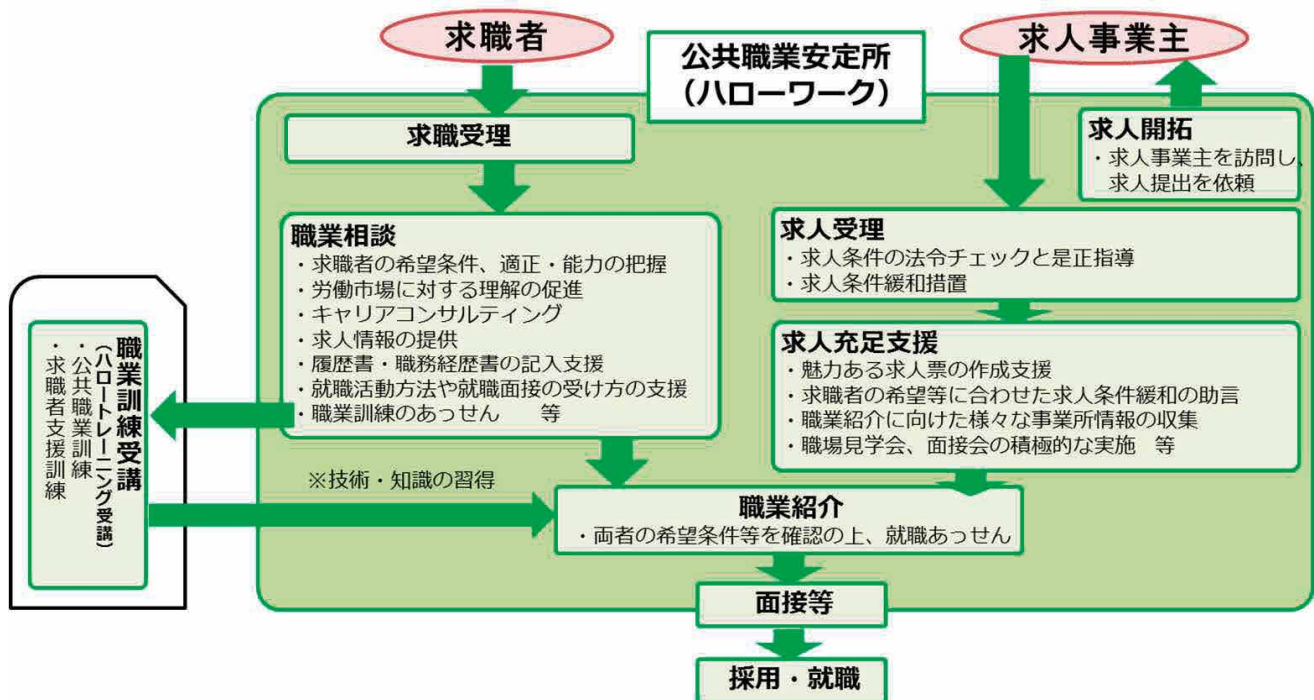 求職者
求人事業主
公共職業安定所
（ハローワーク）
求職受理
求人開拓
・求人事業主を訪問し、
求人提出を依頼
職業相談
・求職者の希望条件、適正・能力の把握
・労働市場に対する理解の促進
・キャリアコンサルティング
・求人情報の提供
・履歴書・職務経歴書の記入支援
・就職活動方法や就職面接の受け方の支援
・職業訓練のあっせん　等
求人受理
・求人条件の法令チェックと是正指導
・求人条件緩和措置
求人充足支援
・魅力ある求人票の作成支援
・求職者の希望等に合わせた求人条件緩和の助言
・職業紹介に向けた様々な事業所情報の収集
・職場見学会、面接会の積極的な実施　等
職業訓練受講
（ハロートレーニング受講）
・公共職業訓練
・求職者支援訓練
※技術・知識の習得
職業紹介
・両者の希望条件等を確認の上、就職あっせん
面接等
採用・就職